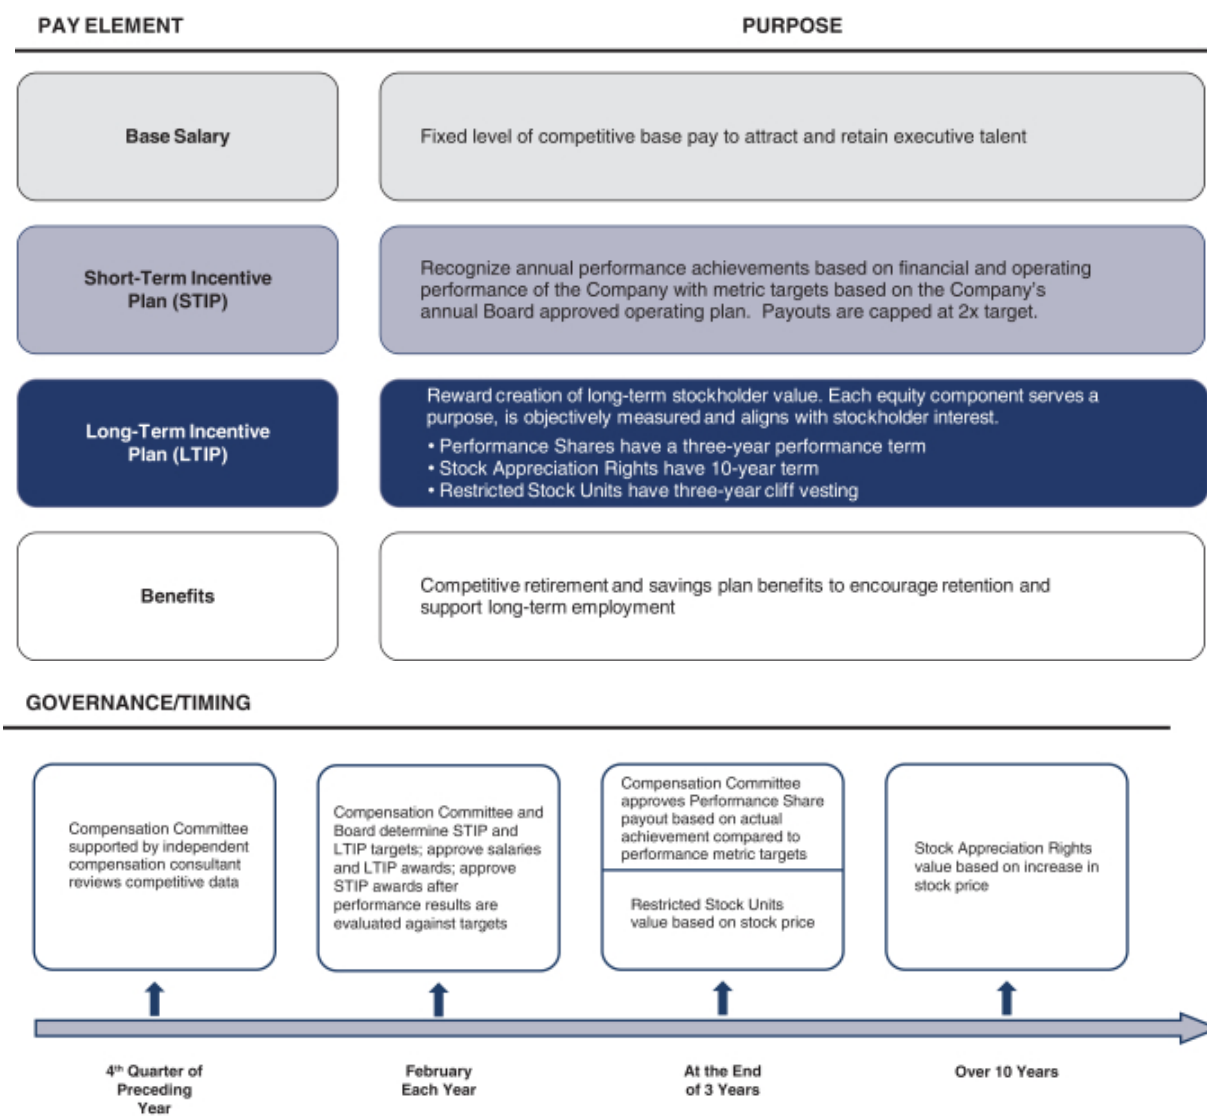 PAY ELEMENT
PURPOSE
Base Salary
Fixed level of competitive base pay to attract and retain executive talent
Short-Term Incentive
Plan (STIP)
Recognize annual performance achievements based on financial and operating
performance of the Company with metric targets based on the Company's
annual Board approved operating plan. Payouts are capped at 2x target.
Long-Term Incentive
Plan (LTIP)
Reward creation of long-term stockholder value. Each equity component serves a
purpose, is objectively measured and aligns with stockholder interest.
• Performance Shares have a three-year performance term
• Stock Appreciation Rights have 10-year term
• Restricted Stock Units have three-year cliff vesting
Benefits
Competitive retirement and savings plan benefits to encourage retention and
support long-term employment
GOVERNANCE/TIMING
Compensation Committee
supported by independent
compensation consultant
reviews competitive data
Compensation Committee and
Board determine STIP and
LTIP targets; approve salaries
and LTIP awards; approve
STIP awards after
performance results are
evaluated against targets
Compensation Committee
approves Performance Share
payout based on actual
achievement compared to
performance metric targets
Restricted Stock Units
value based on stock price
Stock Appreciation Rights
value based on increase in
stock price
4th Quarter of
Preceding
Year
February
Each Year
At the End
of 3 Years
Over 10 Years